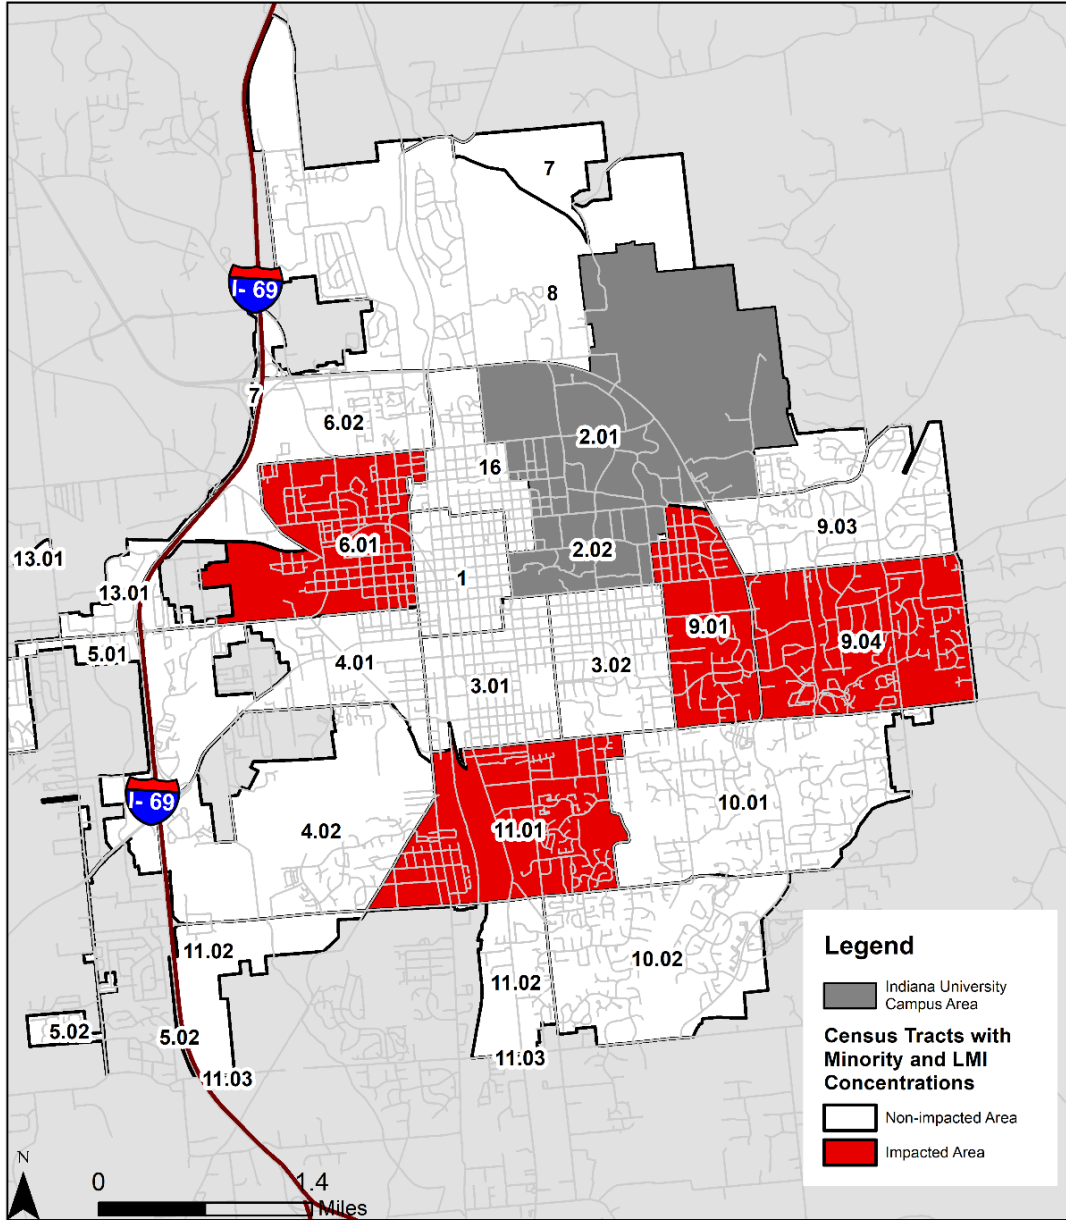 7
I- 69
8
7
6.02
2.01
16
9.03
13.01
6.01
2.02
1
13.01
5.01
4.01
9.01
9.04
3.02
3.01
I- 69
10.01
4.02
11.01
11.02
10.02
11.02
5.02
5.02
11.03
11.03
Legend
Indiana University
Campus Area
Census Tracts with
Minority and LMI
Concentrations
Non-impacted Area
Impacted Area
N
0 1.4
Miles